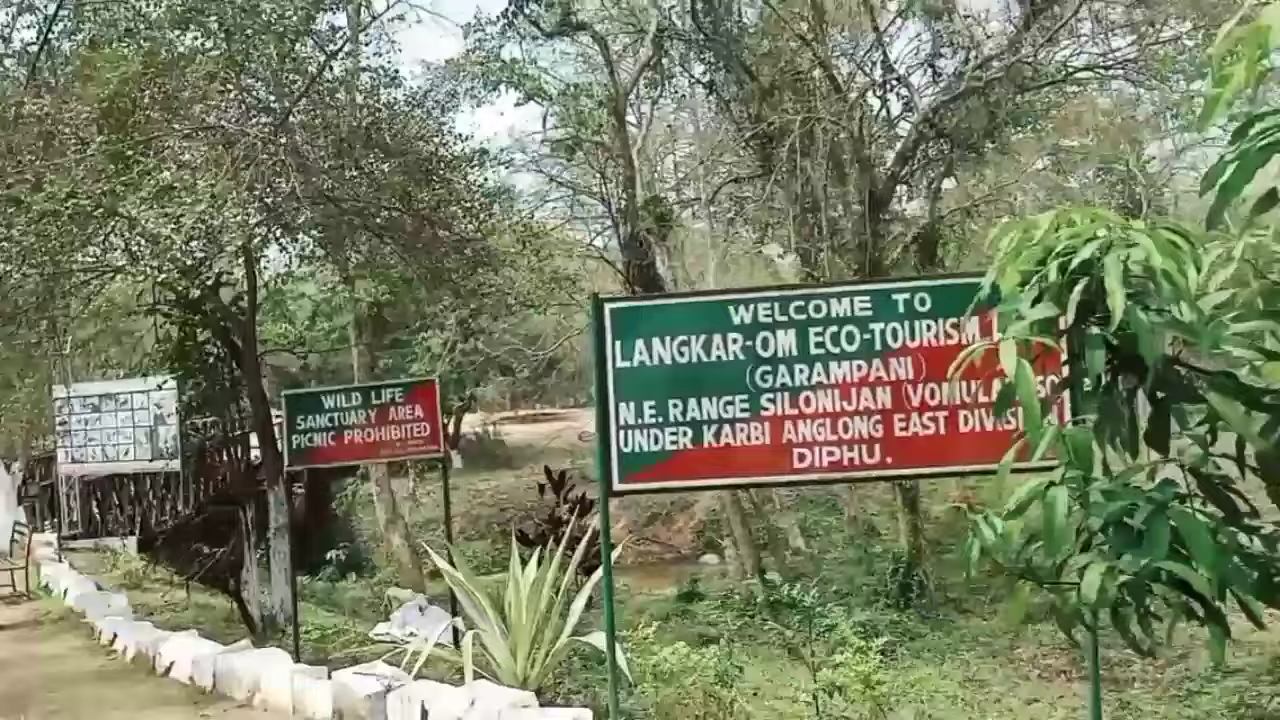 WILD LIFE
SANCTUARY AREA
PICNIC PROHIBITED
WELCOME TO
LANGKAR-OM ECO-TOURISM
(GARAMPANI)
N.E. RANGE SILONIJAN
UNDER KARBI ANGLONG EAST
DIPHU.